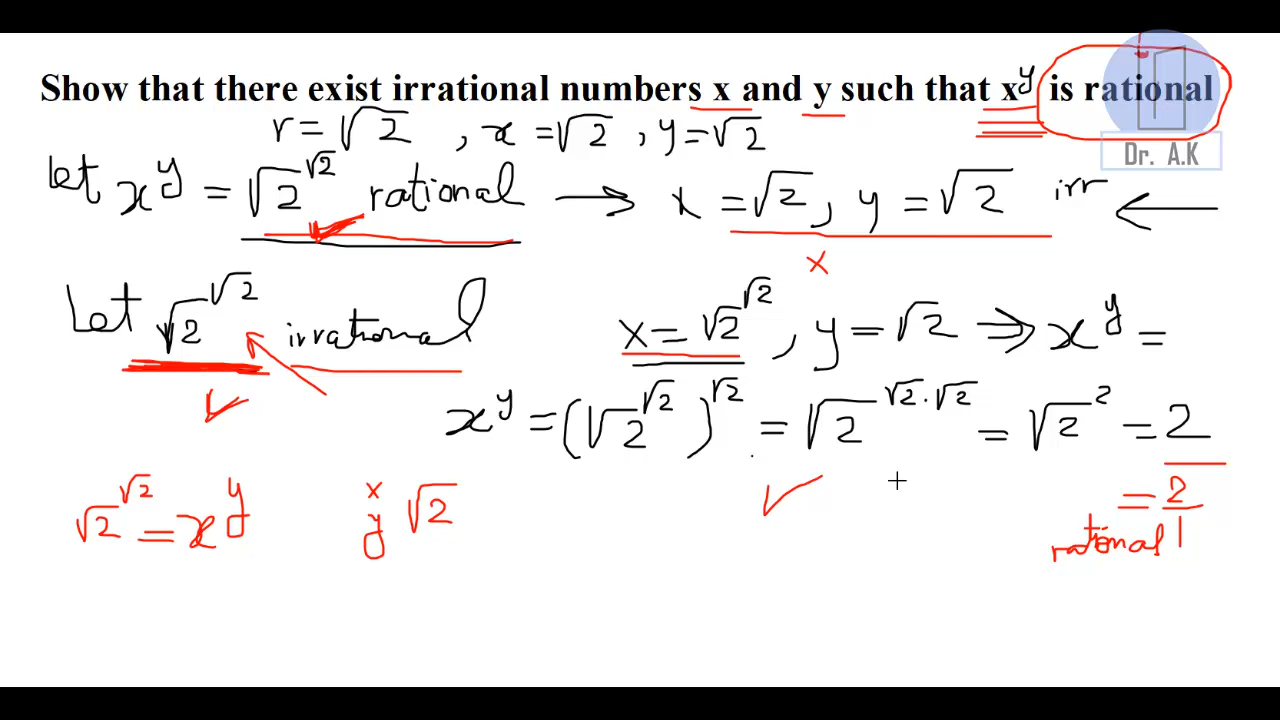 Show that there exist irrational numbers x and y such that x^y is rational
Dr. A.K
r = √2 , x = √2 , y = √2
let x^y = √2^√2 rational → x = √2 , y = √2 irr ←
x
Let √2^√2 irrational x = √2^√2 , y = √2 ⇒ x^y =
x^y = (√2^√2)^√2 = √2^√2·√2 = √2^2 = 2
√2^√2 = x^y x y √2 = 2/1
rational